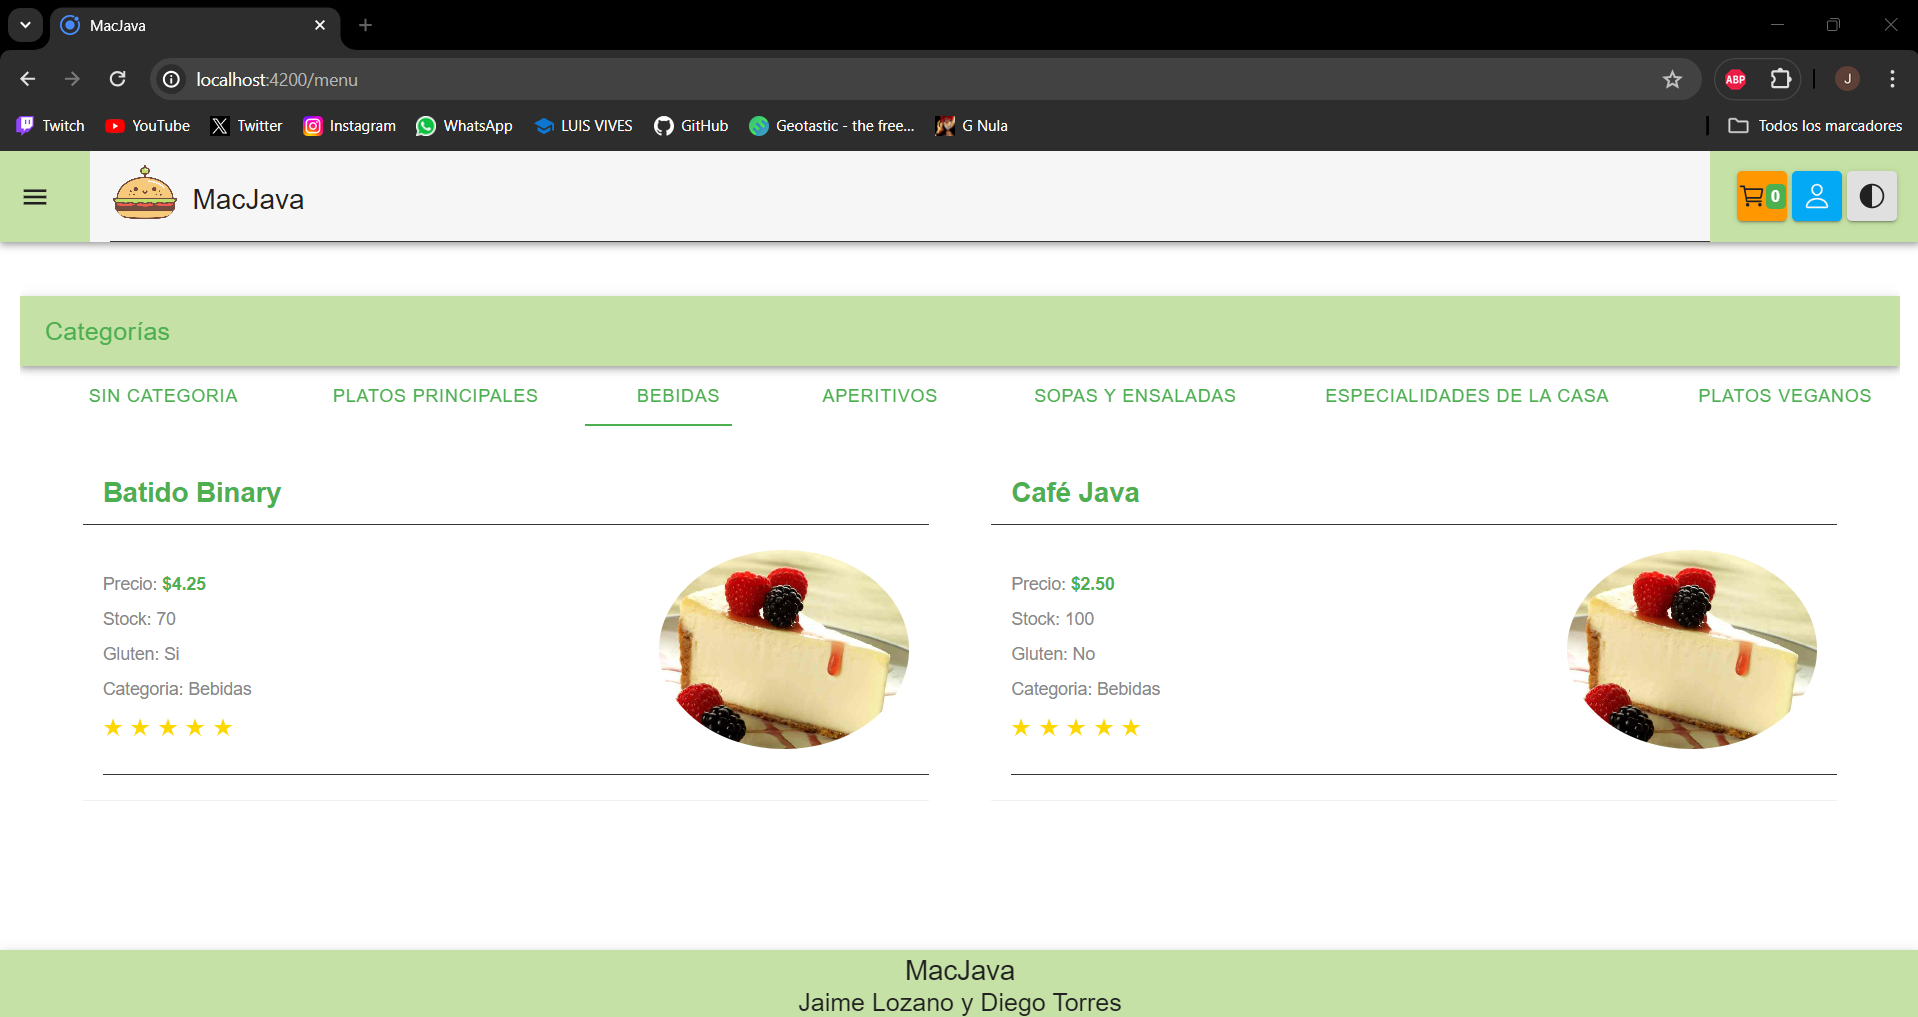 MacJava
localhost:4200/menu
ABP
J
Twitch YouTube Twitter Instagram WhatsApp LUIS VIVES GitHub Geotastic - the free... G Nula Todos los marcadores
MacJava
0
Categorías
SIN CATEGORIA PLATOS PRINCIPALES BEBIDAS APERITIVOS SOPAS Y ENSALADAS ESPECIALIDADES DE LA CASA PLATOS VEGANOS
Batido Binary
Precio: $4.25
Stock: 70
Gluten: Si
Categoria: Bebidas
Café Java
Precio: $2.50
Stock: 100
Gluten: No
Categoria: Bebidas
MacJava
Jaime Lozano y Diego Torres